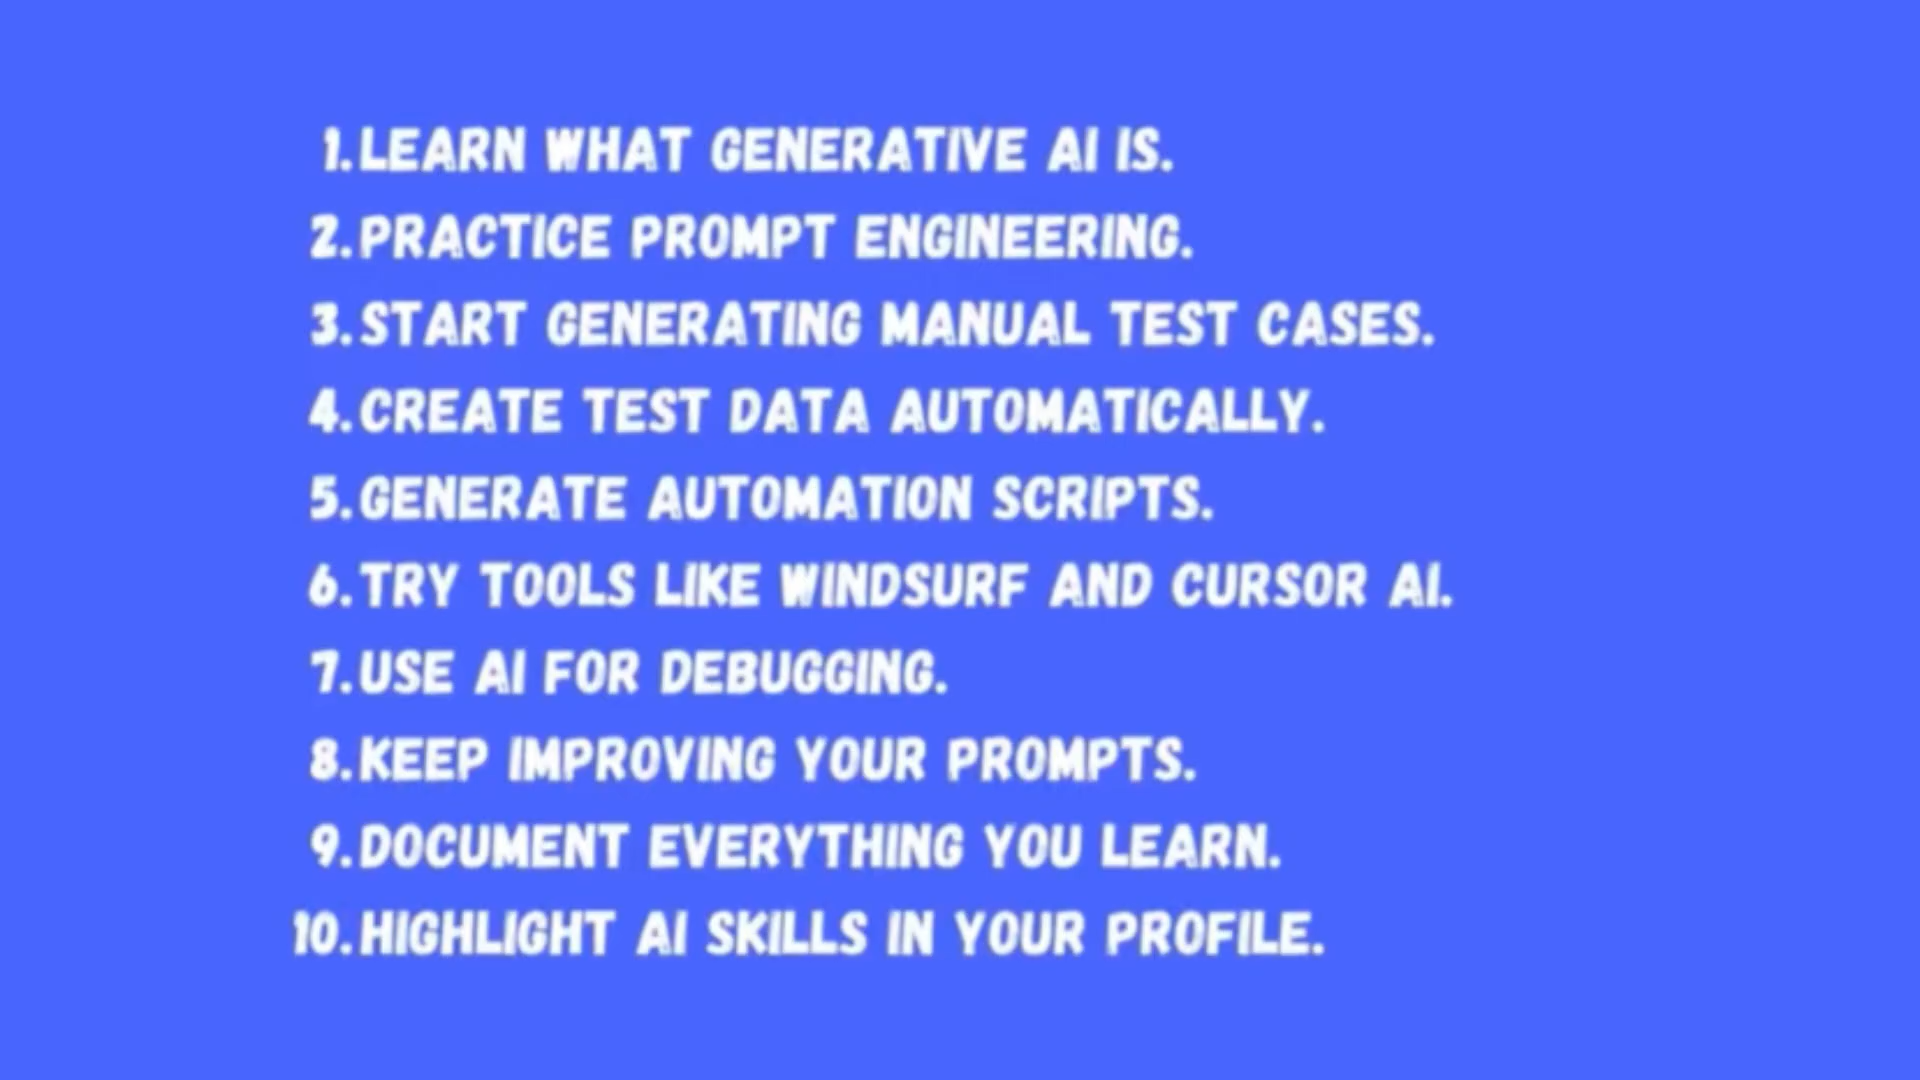 1. LEARN WHAT GENERATIVE AI IS.
2. PRACTICE PROMPT ENGINEERING.
3. START GENERATING MANUAL TEST CASES.
4. CREATE TEST DATA AUTOMATICALLY.
5. GENERATE AUTOMATION SCRIPTS.
6. TRY TOOLS LIKE WINDSURF AND CURSOR AI.
7. USE AI FOR DEBUGGING.
8. KEEP IMPROVING YOUR PROMPTS.
9. DOCUMENT EVERYTHING YOU LEARN.
10. HIGHLIGHT AI SKILLS IN YOUR PROFILE.